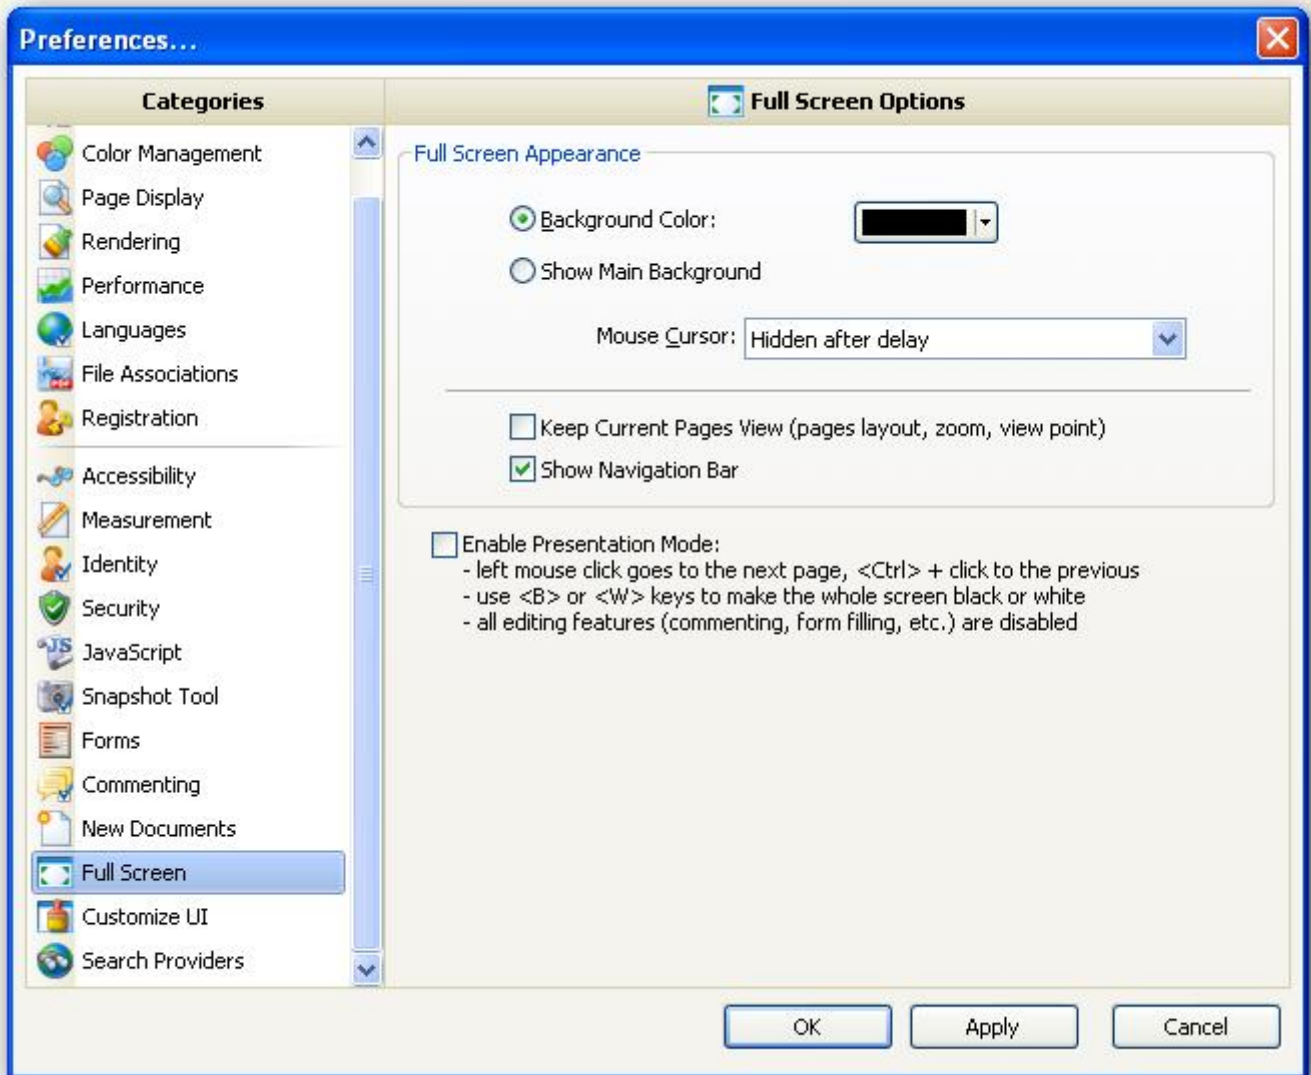 Preferences...
Categories
Color Management
Page Display
Rendering
Performance
Languages
File Associations
Registration
Accessibility
Measurement
Identity
Security
JavaScript
Snapshot Tool
Forms
Commenting
New Documents
Full Screen
Customize UI
Search Providers
Full Screen Options
Full Screen Appearance
Background Color:
Show Main Background
Mouse Cursor: Hidden after delay
Keep Current Pages View (pages layout, zoom, view point)
Show Navigation Bar
Enable Presentation Mode:
- left mouse click goes to the next page, <Ctrl> + click to the previous
- use <B> or <W> keys to make the whole screen black or white
- all editing features (commenting, form filling, etc.) are disabled
OK Apply Cancel